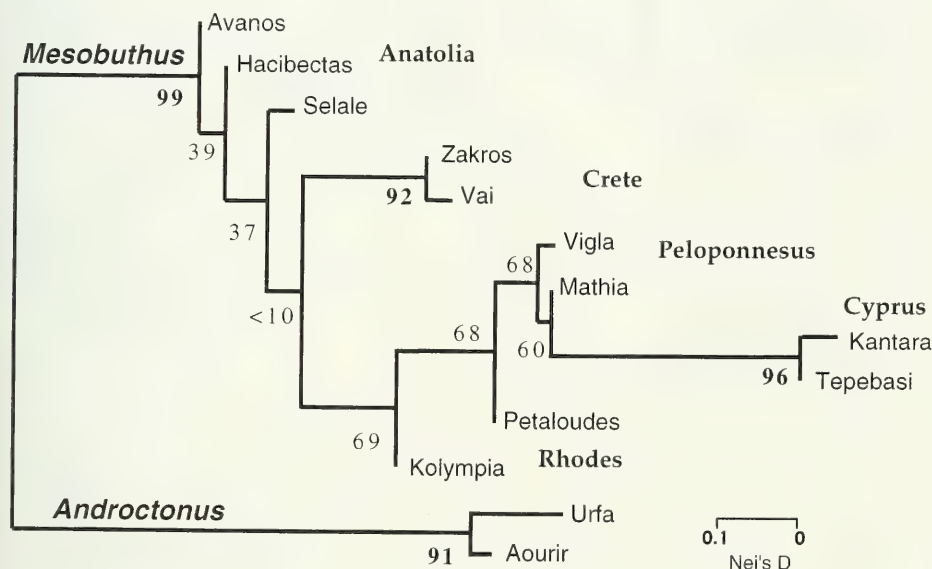 Avanos
Mesobuthus
Anatolia
Hacibectas
99
Selale
39
Zakros
Crete
92
Vai
37
Vigla
Peloponnesus
68
Mathia
Cyprus
<10
68
Kantara
60
96
Tepebasi
Petaloudes
69
Rhodes
Kolympia
Androctonus
Urfa
0.1
0
91
Aourir
Nei's D